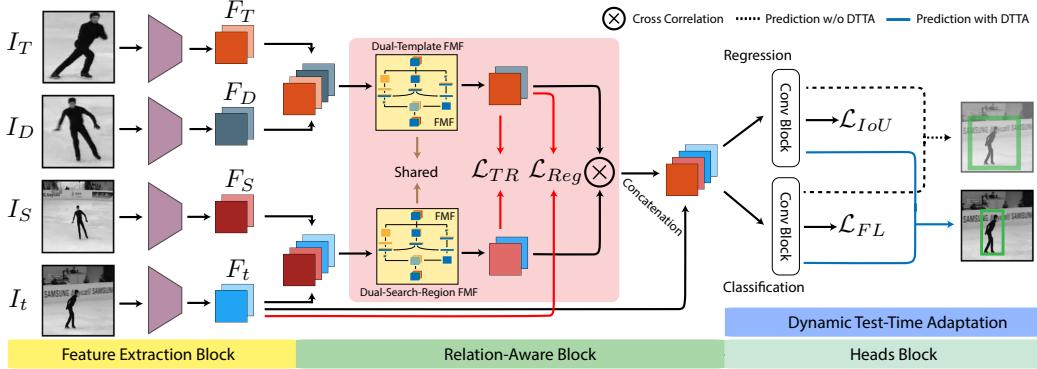 Cross Correlation
Prediction w/o DTTA
Prediction with DTTA
I_T
F_T
I_D
F_D
I_S
F_S
I_t
F_t
Dual-Template FMF
FMF
Shared
FMF
Dual-Search-Region FMF
L_TR
L_Reg
Concatenation
Regression
Conv Block
L_IoU
Conv Block
L_FL
Classification
SAMSUNG
SAMSUNG
Dynamic Test-Time Adaptation
Feature Extraction Block
Relation-Aware Block
Heads Block